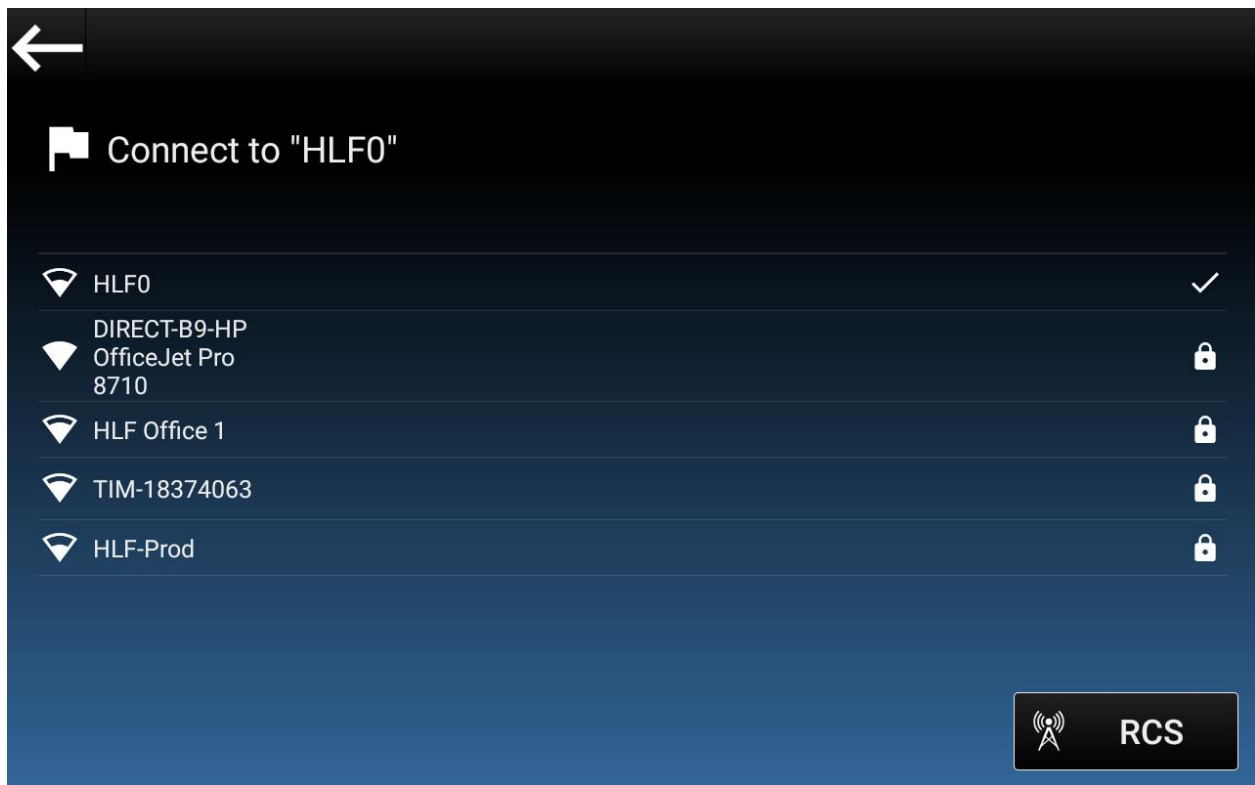 Connect to "HLF0"
HLF0
DIRECT-B9-HP
OfficeJet Pro
8710
HLF Office 1
TIM-18374063
HLF-Prod
RCS